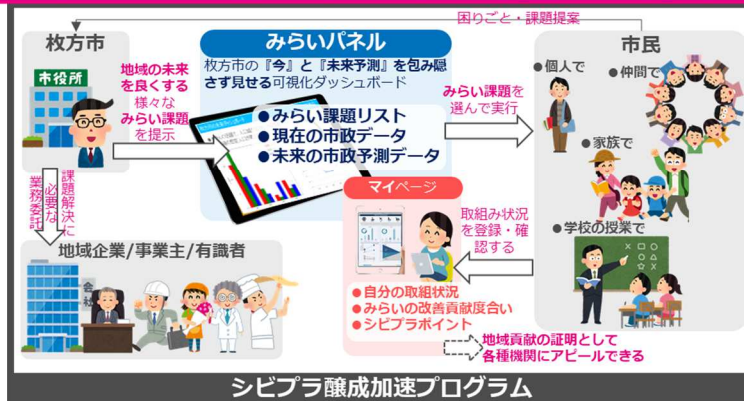 困りごと・課題提案
枚方市
市役所
地域の未来
を良くする
様々な
みらい課題
を提示
みらいパネル
枚方市の『今』と『未来予測』を包み隠
さず見せる可視化ダッシュボード
●みらい課題リスト
●現在の市政データ
●未来の市政予測データ
みらい課題を
選んで実行
市民
●個人で
●仲間で
●家族で
●学校の授業で
課題解決に
必要な
業務委託
地域企業/事業主/有識者
会社
マイページ
取組み状況
を登録・確
認する
●自分の取組状況
●みらいの改善貢献度合い
●シビプラポイント
地域貢献の証明として
各種機関にアピールできる
シビプラ醸成加速プログラム